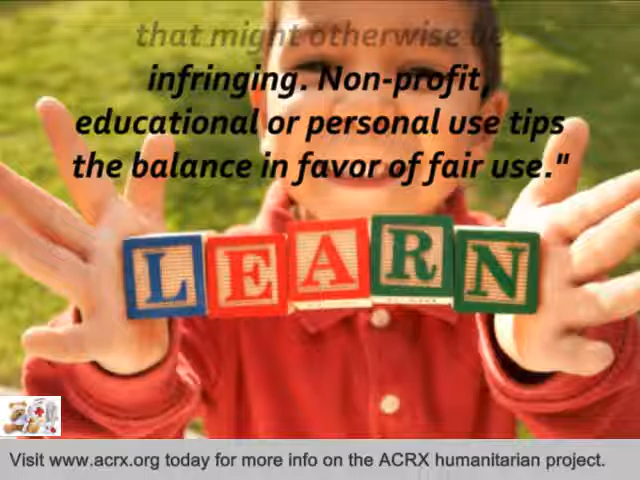 that might otherwise be
infringing. Non-profit,
educational or personal use tips
the balance in favor of fair use."
LEARN
Visit www.acrx.org today for more info on the ACRX humanitarian project.